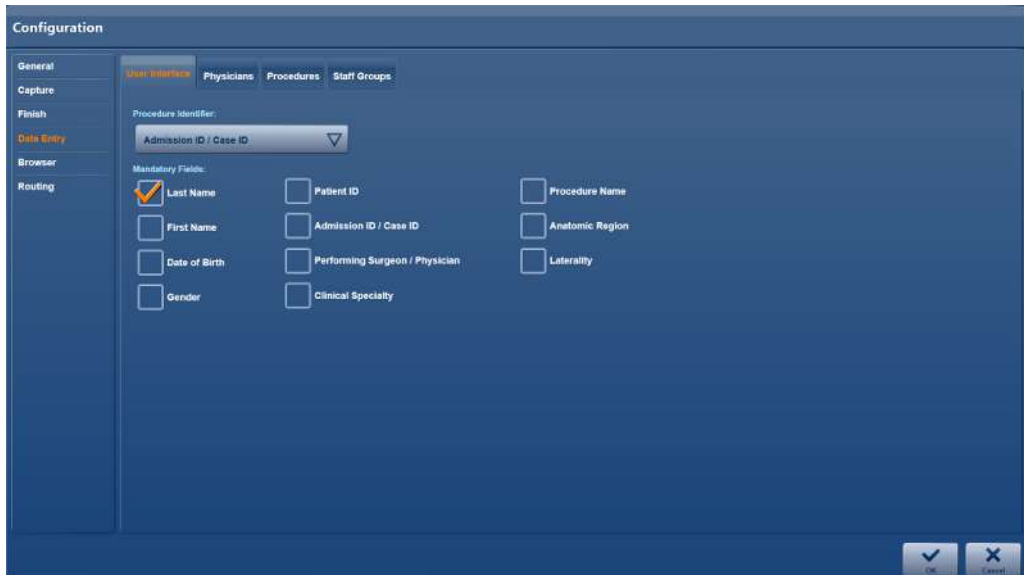 Configuration
General
Capture
Finish
Data Entry
Browser
Routing
User Interface Physicians Procedures Staff Groups
Procedure Identifier:
Admission ID / Case ID
Mandatory Fields:
Last Name Patient ID Procedure Name
First Name Admission ID / Case ID Anatomic Region
Date of Birth Performing Surgeon / Physician Laterality
Gender Clinical Specialty
OK Cancel